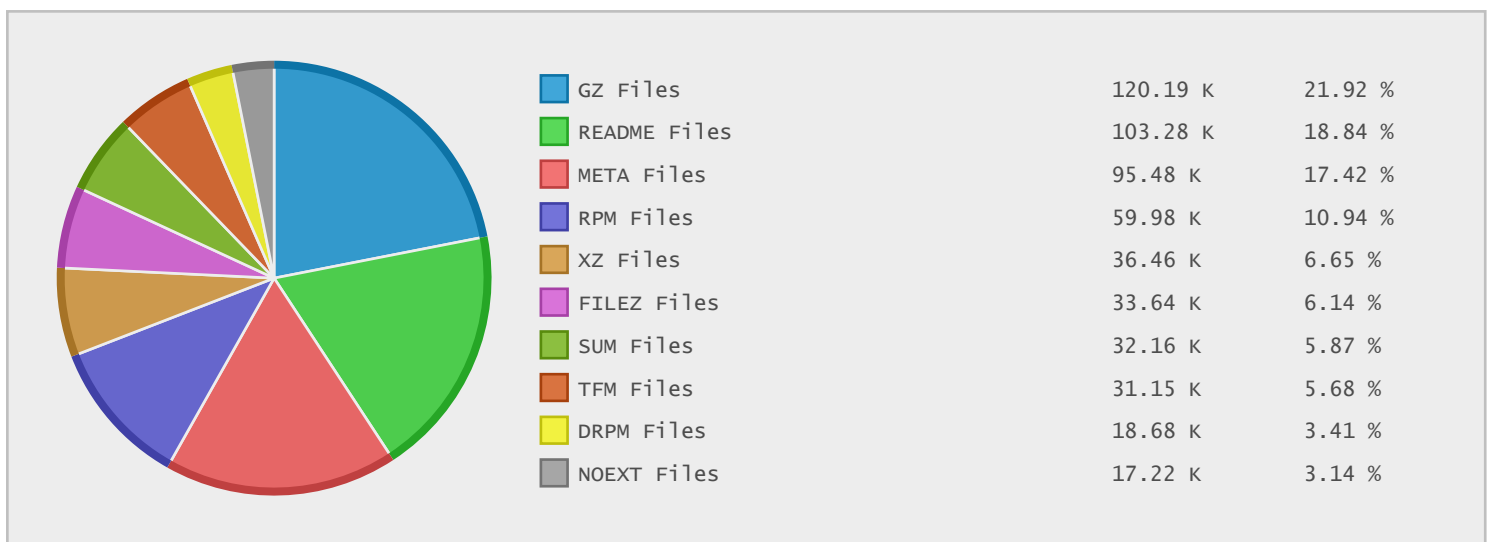 GZ Files 120.19 K 21.92 %
README Files 103.28 K 18.84 %
META Files 95.48 K 17.42 %
RPM Files 59.98 K 10.94 %
XZ Files 36.46 K 6.65 %
FILEZ Files 33.64 K 6.14 %
SUM Files 32.16 K 5.87 %
TFM Files 31.15 K 5.68 %
DRPM Files 18.68 K 3.41 %
NOEXT Files 17.22 K 3.14 %